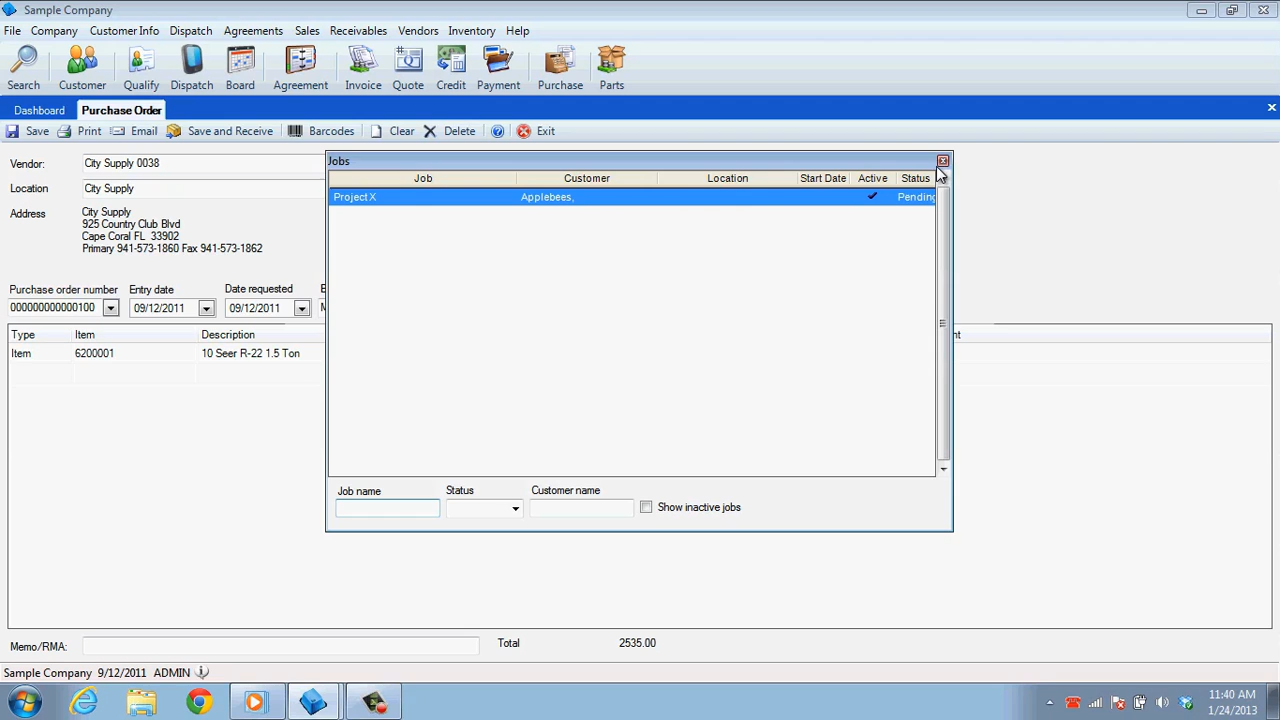 Sample Company
File Company Customer Info Dispatch Agreements Sales Receivables Vendors Inventory Help
Search Customer Qualify Dispatch Board Agreement Invoice Quote Credit Payment Purchase Parts
Dashboard Purchase Order
Save Print Email Save and Receive Barcodes Clear Delete Exit
Vendor: City Supply 0038
Location City Supply
Address City Supply
925 Country Club Blvd
Cape Coral FL 33902
Primary 941-573-1860 Fax 941-573-1862
Purchase order number Entry date Date requested
000000000000100 09/12/2011 09/12/2011
Type Item Description
Item 6200001 10 Seer R-22 1.5 Ton
Jobs
Job Customer Location Start Date Active Status
Project X Applebees, Pending
Job name Status Customer name
Show inactive jobs
Memo/RMA: Total 2535.00
Sample Company 9/12/2011 ADMIN
11:40 AM
1/24/2013